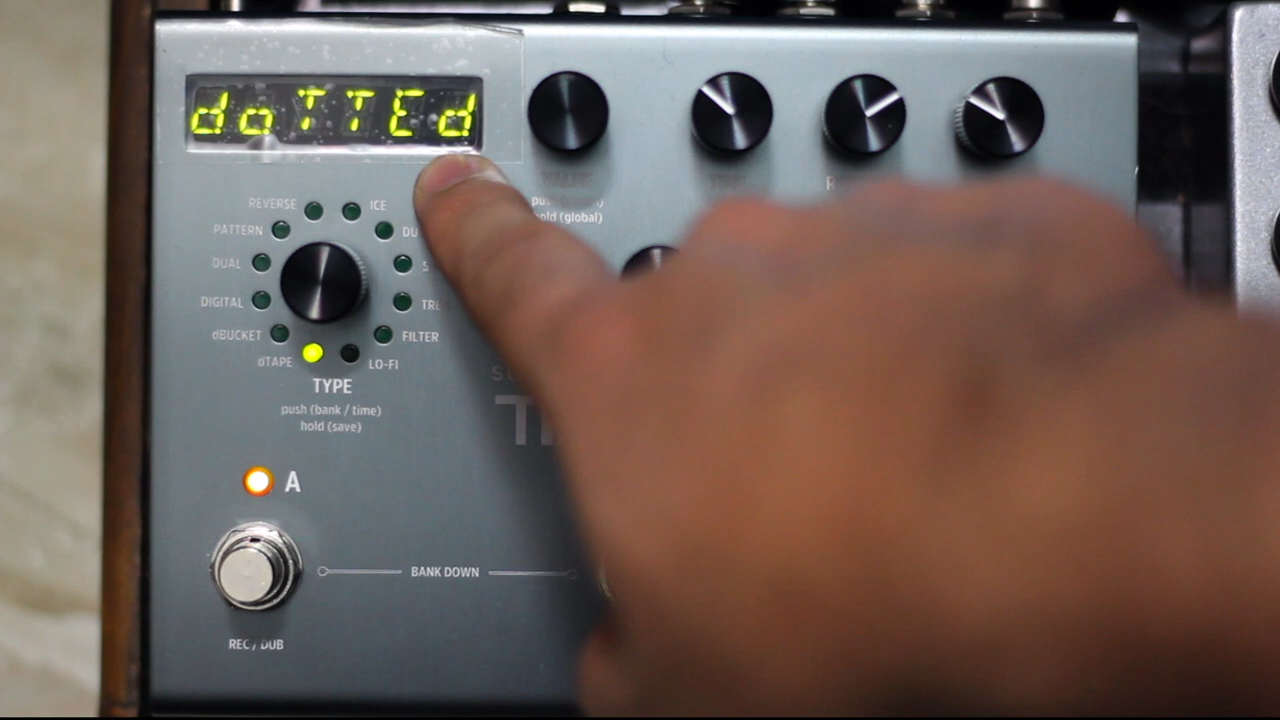 doTTEd
push
hold (global)
REVERSE
ICE
PATTERN
DUAL
DIGITAL
dBUCKET
FILTER
dTAPE
LO-FI
TYPE
push (bank / time)
hold (save)
A
BANK DOWN
REC / DUB